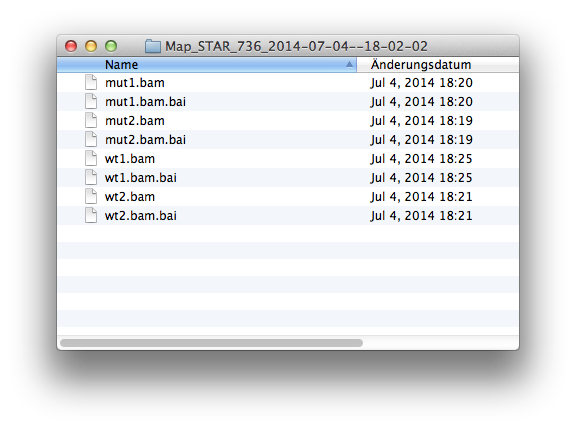 Map_STAR_736_2014-07-04--18-02-02
Name Änderungsdatum
mut1.bam Jul 4, 2014 18:20
mut1.bam.bai Jul 4, 2014 18:20
mut2.bam Jul 4, 2014 18:19
mut2.bam.bai Jul 4, 2014 18:19
wt1.bam Jul 4, 2014 18:25
wt1.bam.bai Jul 4, 2014 18:25
wt2.bam Jul 4, 2014 18:21
wt2.bam.bai Jul 4, 2014 18:21